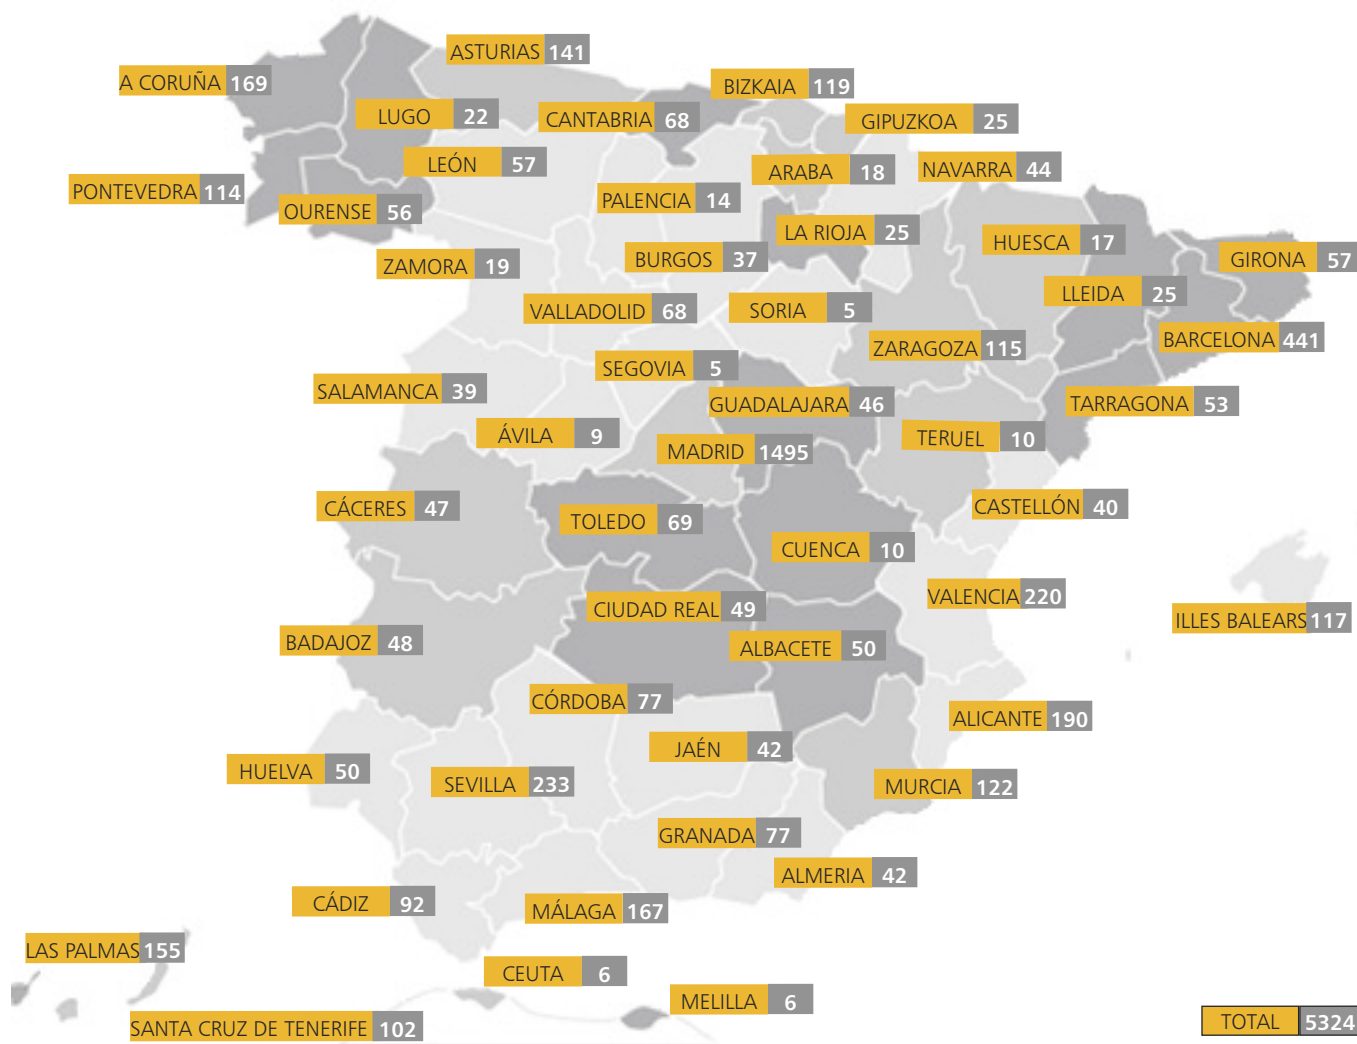 ASTURIAS 141
A CORUÑA 169
BIZKAIA 119
LUGO 22
CANTABRIA 68
GIPUZKOA 25
LEÓN 57
ARABA 18
NAVARRA 44
PONTEVEDRA 114
PALENCIA 14
OURENSE 56
LA RIOJA 25
HUESCA 17
ZAMORA 19
BURGOS 37
GIRONA 57
LLEIDA 25
VALLADOLID 68
SORIA 5
ZARAGOZA 115
BARCELONA 441
SEGOVIA 5
SALAMANCA 39
GUADALAJARA 46
TARRAGONA 53
ÁVILA 9
MADRID 1495
TERUEL 10
CÁCERES 47
TOLEDO 69
CASTELLÓN 40
CUENCA 10
VALENCIA 220
CIUDAD REAL 49
ILLES BALEARS 117
BADAJOZ 48
ALBACETE 50
CÓRDOBA 77
ALICANTE 190
JAÉN 42
HUELVA 50
SEVILLA 233
MURCIA 122
GRANADA 77
ALMERIA 42
CÁDIZ 92
MÁLAGA 167
LAS PALMAS 155
CEUTA 6
MELILLA 6
SANTA CRUZ DE TENERIFE 102
TOTAL 5324